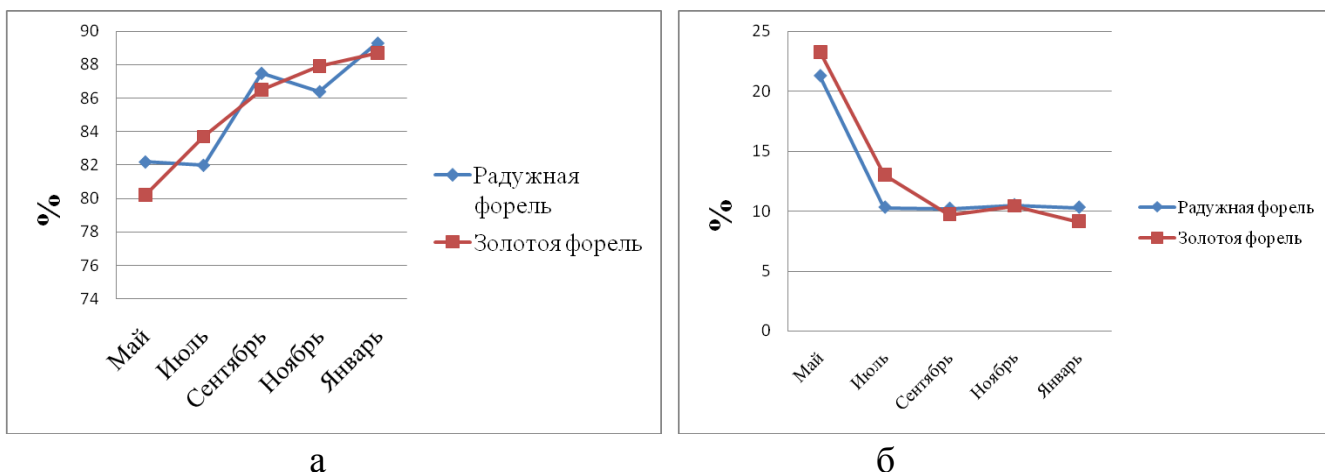 90
88
86
84
82
80
78
76
74
%
Май
Июль
Сентябрь
Ноябрь
Январь
Радужная
форель
Золотоя форель
а
25
20
15
10
5
0
%
Май
Июль
Сентябрь
Ноябрь
Январь
Радужная форель
Золотоя форель
б